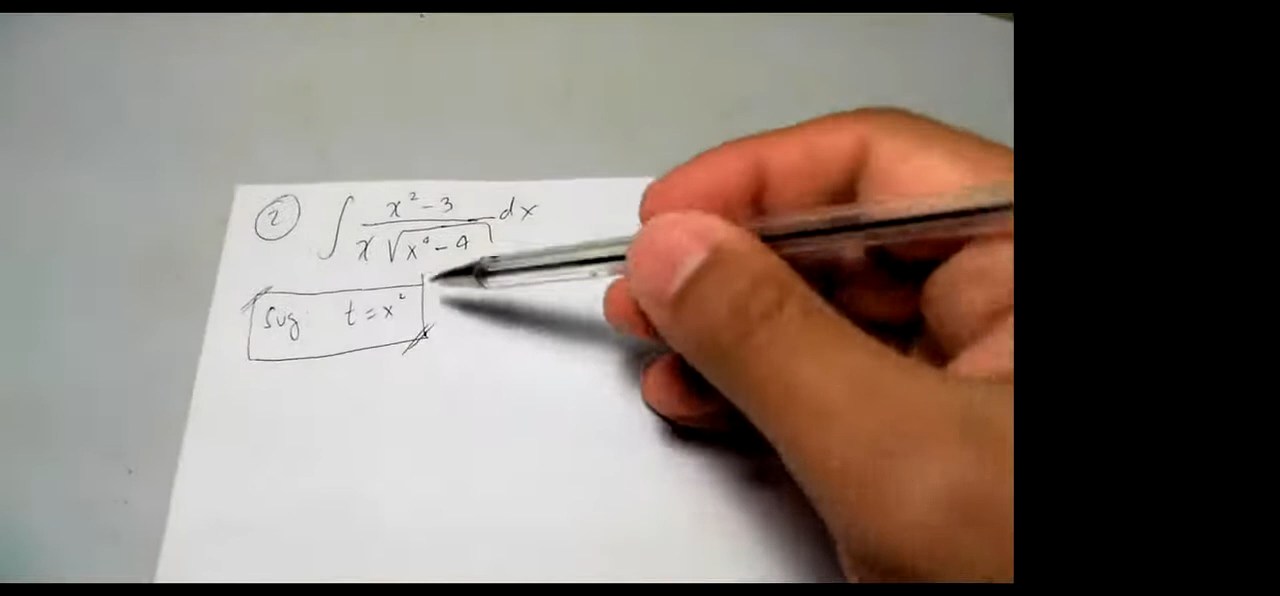 ② ∫ x² - 3 / x √(x⁴ - 4) dx
Sug: t = x²